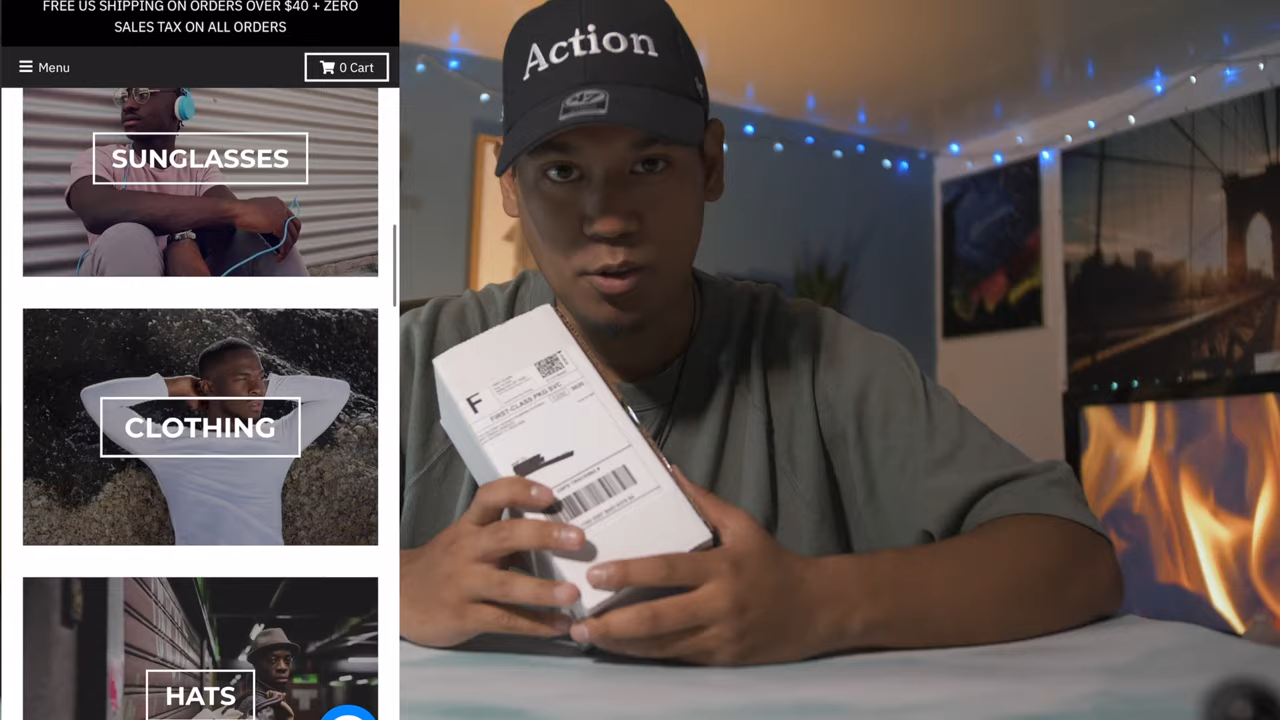 FREE US SHIPPING ON ORDERS OVER $40 + ZERO
SALES TAX ON ALL ORDERS
Menu
0 Cart
SUNGLASSES
CLOTHING
HATS
Action
47
F
FIRST-CLASS PKG SVC